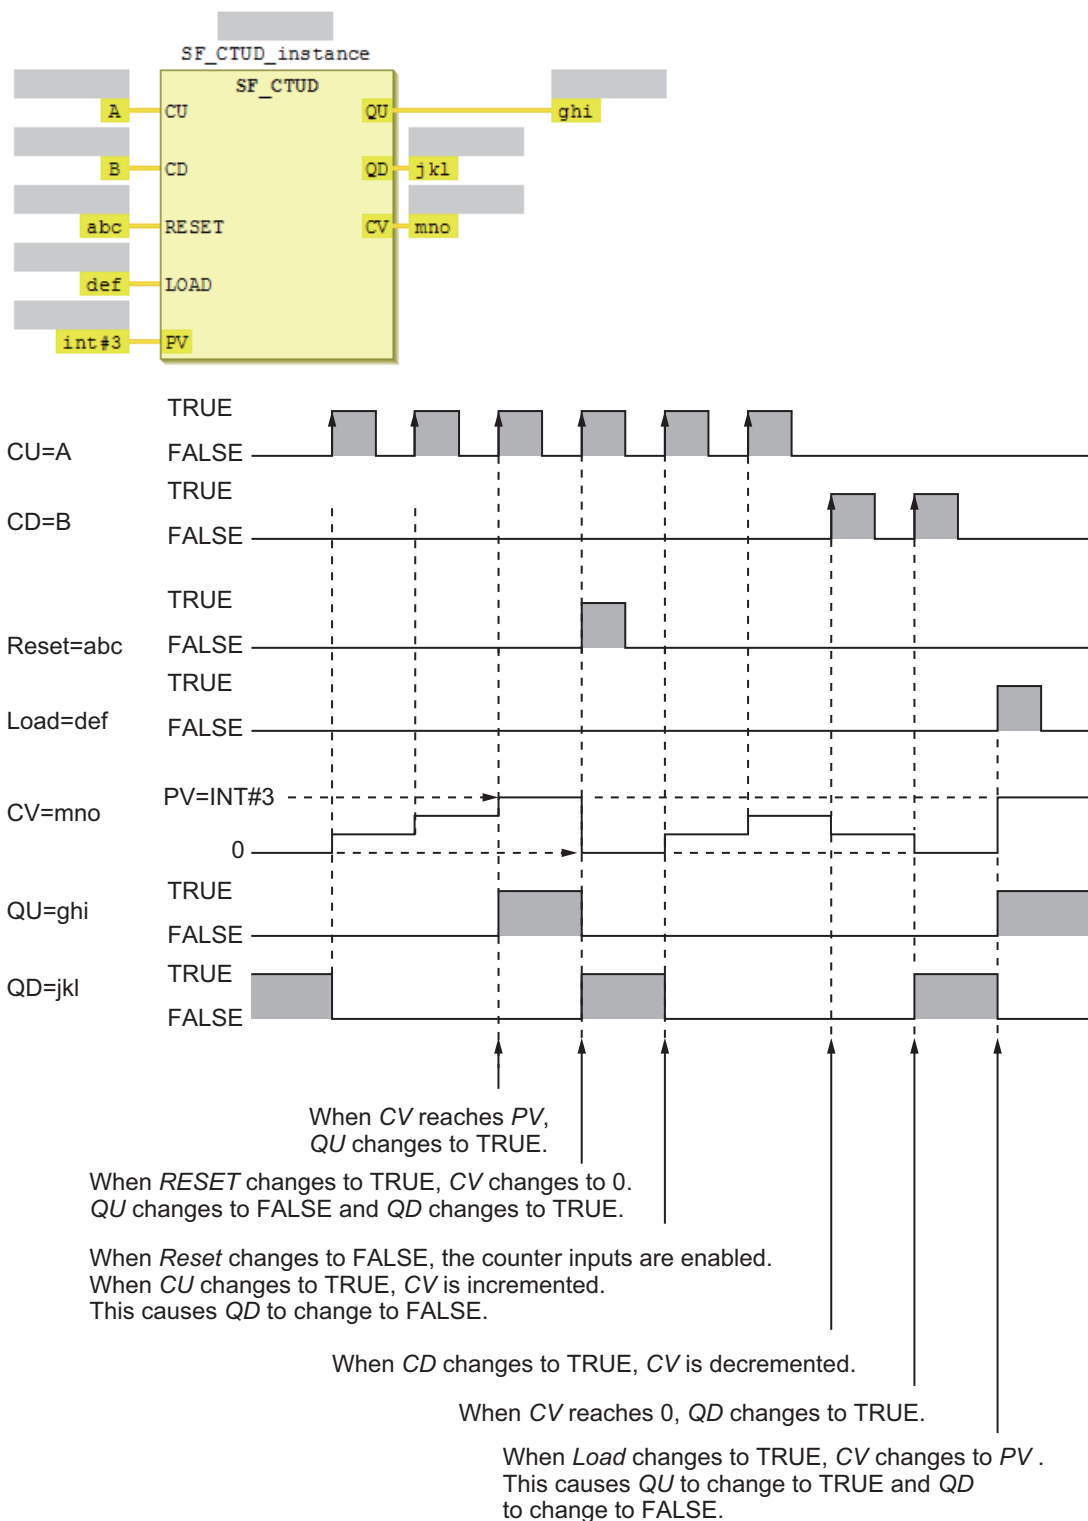 SF_CTUD_instance
SF_CTUD
A CU QU ghi
B CD QD jkl
abc RESET CV mno
def LOAD
int#3 PV
TRUE
CU=A FALSE
TRUE
CD=B
FALSE
TRUE
Reset=abc FALSE
TRUE
Load=def FALSE
PV=INT#3
CV=mno
0
TRUE
QU=ghi
FALSE
TRUE
QD=jkl
FALSE
When CV reaches PV,
QU changes to TRUE.
When RESET changes to TRUE, CV changes to 0.
QU changes to FALSE and QD changes to TRUE.
When Reset changes to FALSE, the counter inputs are enabled.
When CU changes to TRUE, CV is incremented.
This causes QD to change to FALSE.
When CD changes to TRUE, CV is decremented.
When CV reaches 0, QD changes to TRUE.
When Load changes to TRUE, CV changes to PV .
This causes QU to change to TRUE and QD
to change to FALSE.